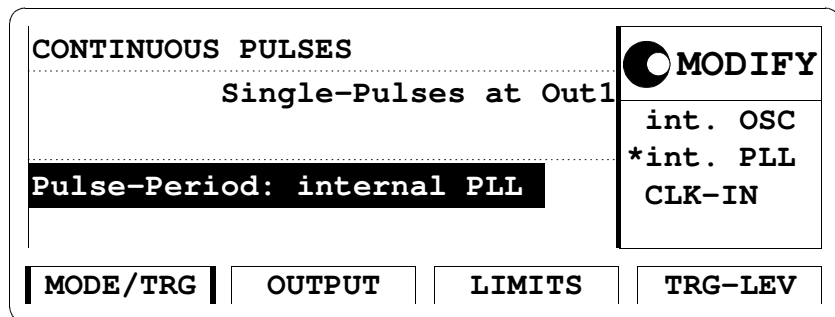 CONTINUOUS PULSES
Single-Pulses at Out1
Pulse-Period: internal PLL
MODIFY
int. OSC
*int. PLL
CLK-IN
MODE/TRG
OUTPUT
LIMITS
TRG-LEV